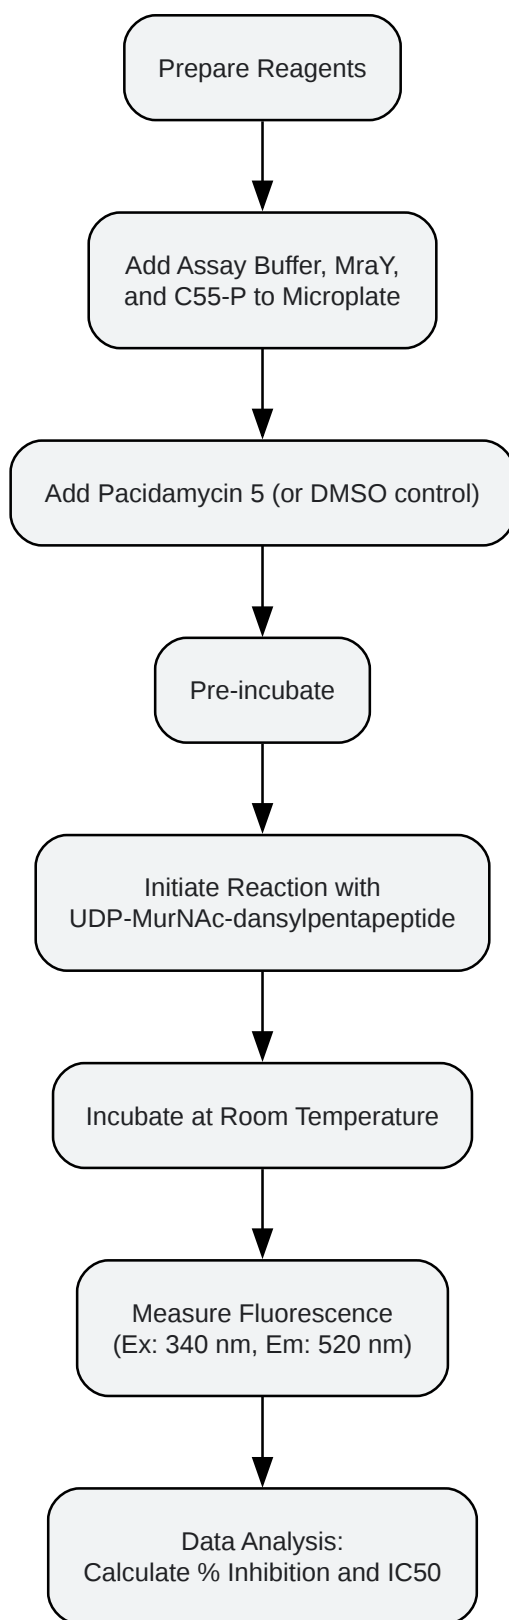 Prepare Reagents
Add Assay Buffer, MraY,
and C55-P to Microplate
Add Pacidamycin 5 (or DMSO control)
Pre-incubate
Initiate Reaction with
UDP-MurNAc-dansylpentapeptide
Incubate at Room Temperature
Measure Fluorescence
(Ex: 340 nm, Em: 520 nm)
Data Analysis:
Calculate % Inhibition and IC50